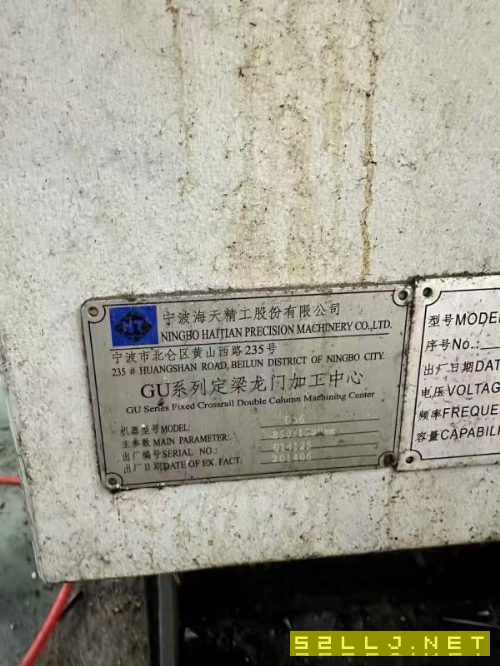 宁波海天精工股份有限公司
NINGBO HAITIAN PRECISION MACHINERY CO.,LTD.
宁波市北仑区黄山西路235号
235 # HUANGSHAN ROAD, BEILUN DISTRICT OF NINGBO CITY.
GU系列定梁龙门加工中心
GU Series Fixed Crossrail Double Column Machining Center
机器型号MODEL:
主参数 MAIN PARAMETER:
出厂编号SERIAL NO.:
出厂日期DATE OF EX FACT:
型号MODEL
序号No.:
出厂日期DAT
电压VOLTAG
频率FREQUE
容量CAPABIL
52LLJ.NET